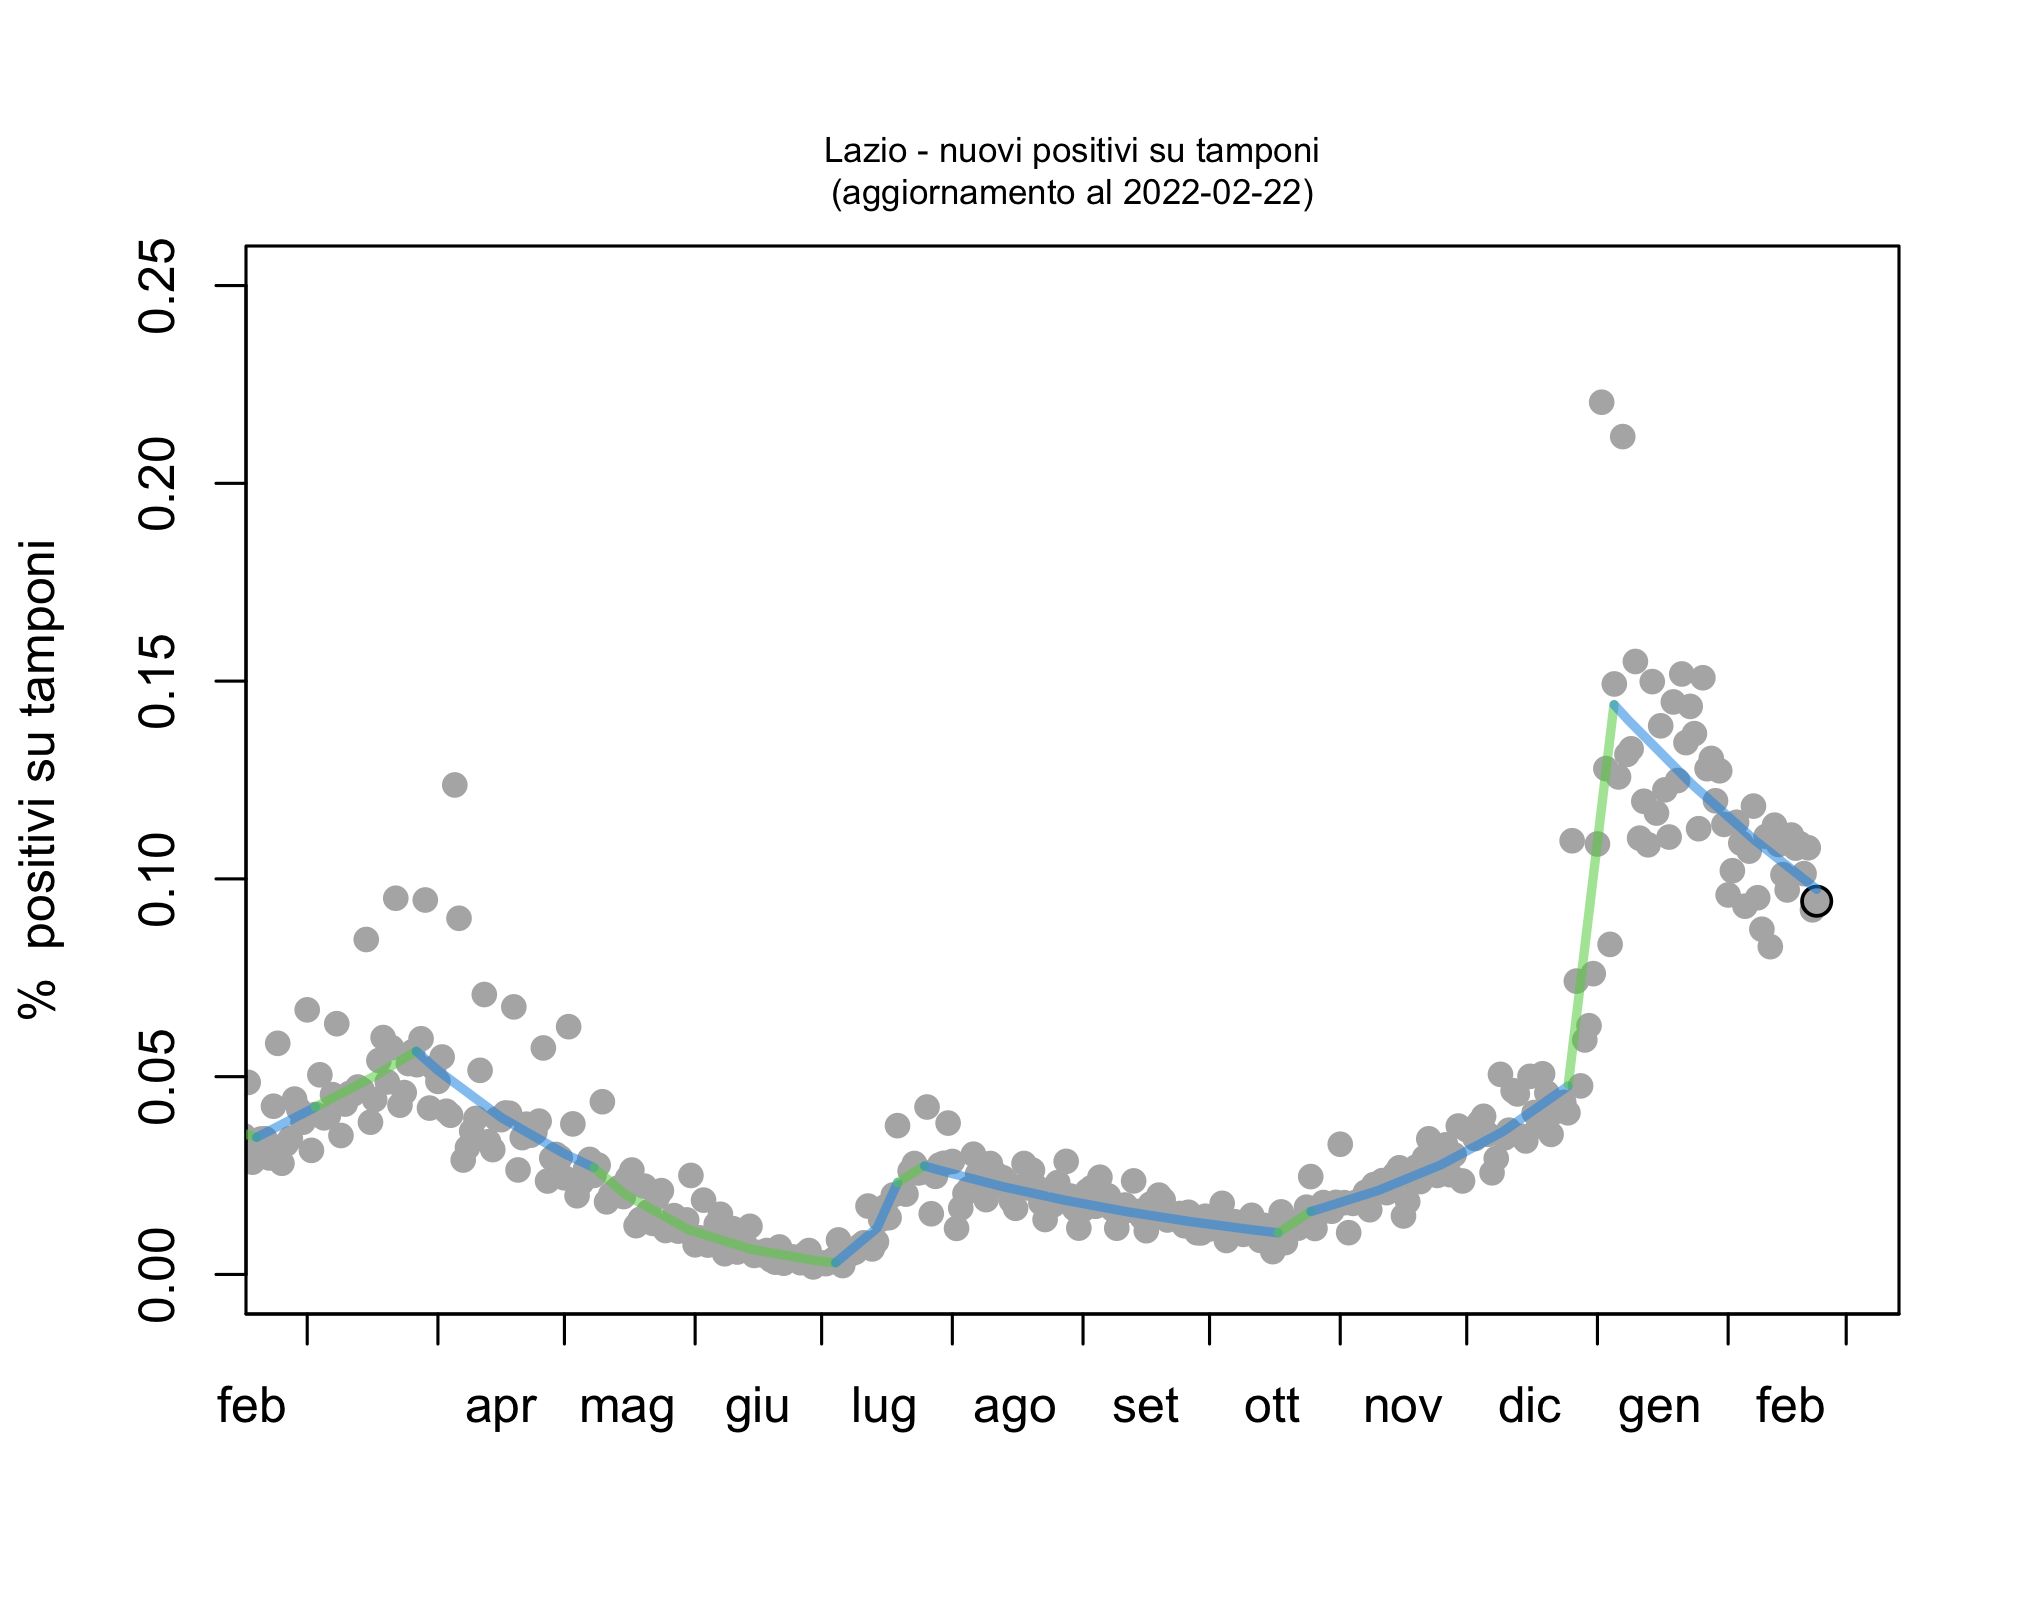 Lazio - nuovi positivi su tamponi
(aggiornamento al 2022-02-22)
% positivi su tamponi
0.25
0.20
0.15
0.10
0.05
0.00
feb apr mag giu lug ago set ott nov dic gen feb